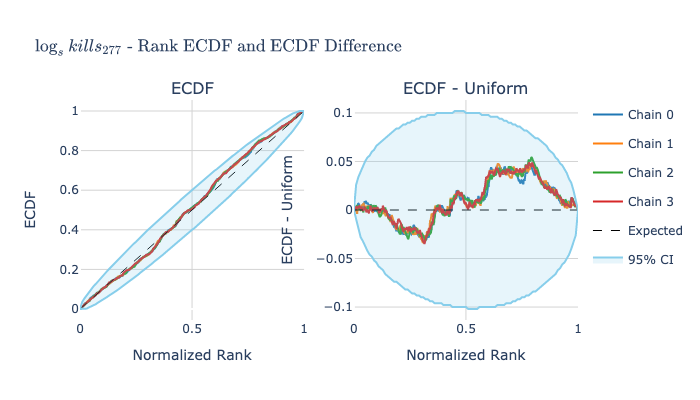 log_s kills_277 - Rank ECDF and ECDF Difference
ECDF
ECDF - Uniform
ECDF
1
0.8
0.6
0.4
0.2
0
0
0.5
1
Normalized Rank
ECDF - Uniform
0.1
0.05
0
−0.05
−0.1
0
0.5
1
Normalized Rank
Chain 0
Chain 1
Chain 2
Chain 3
Expected
95% CI